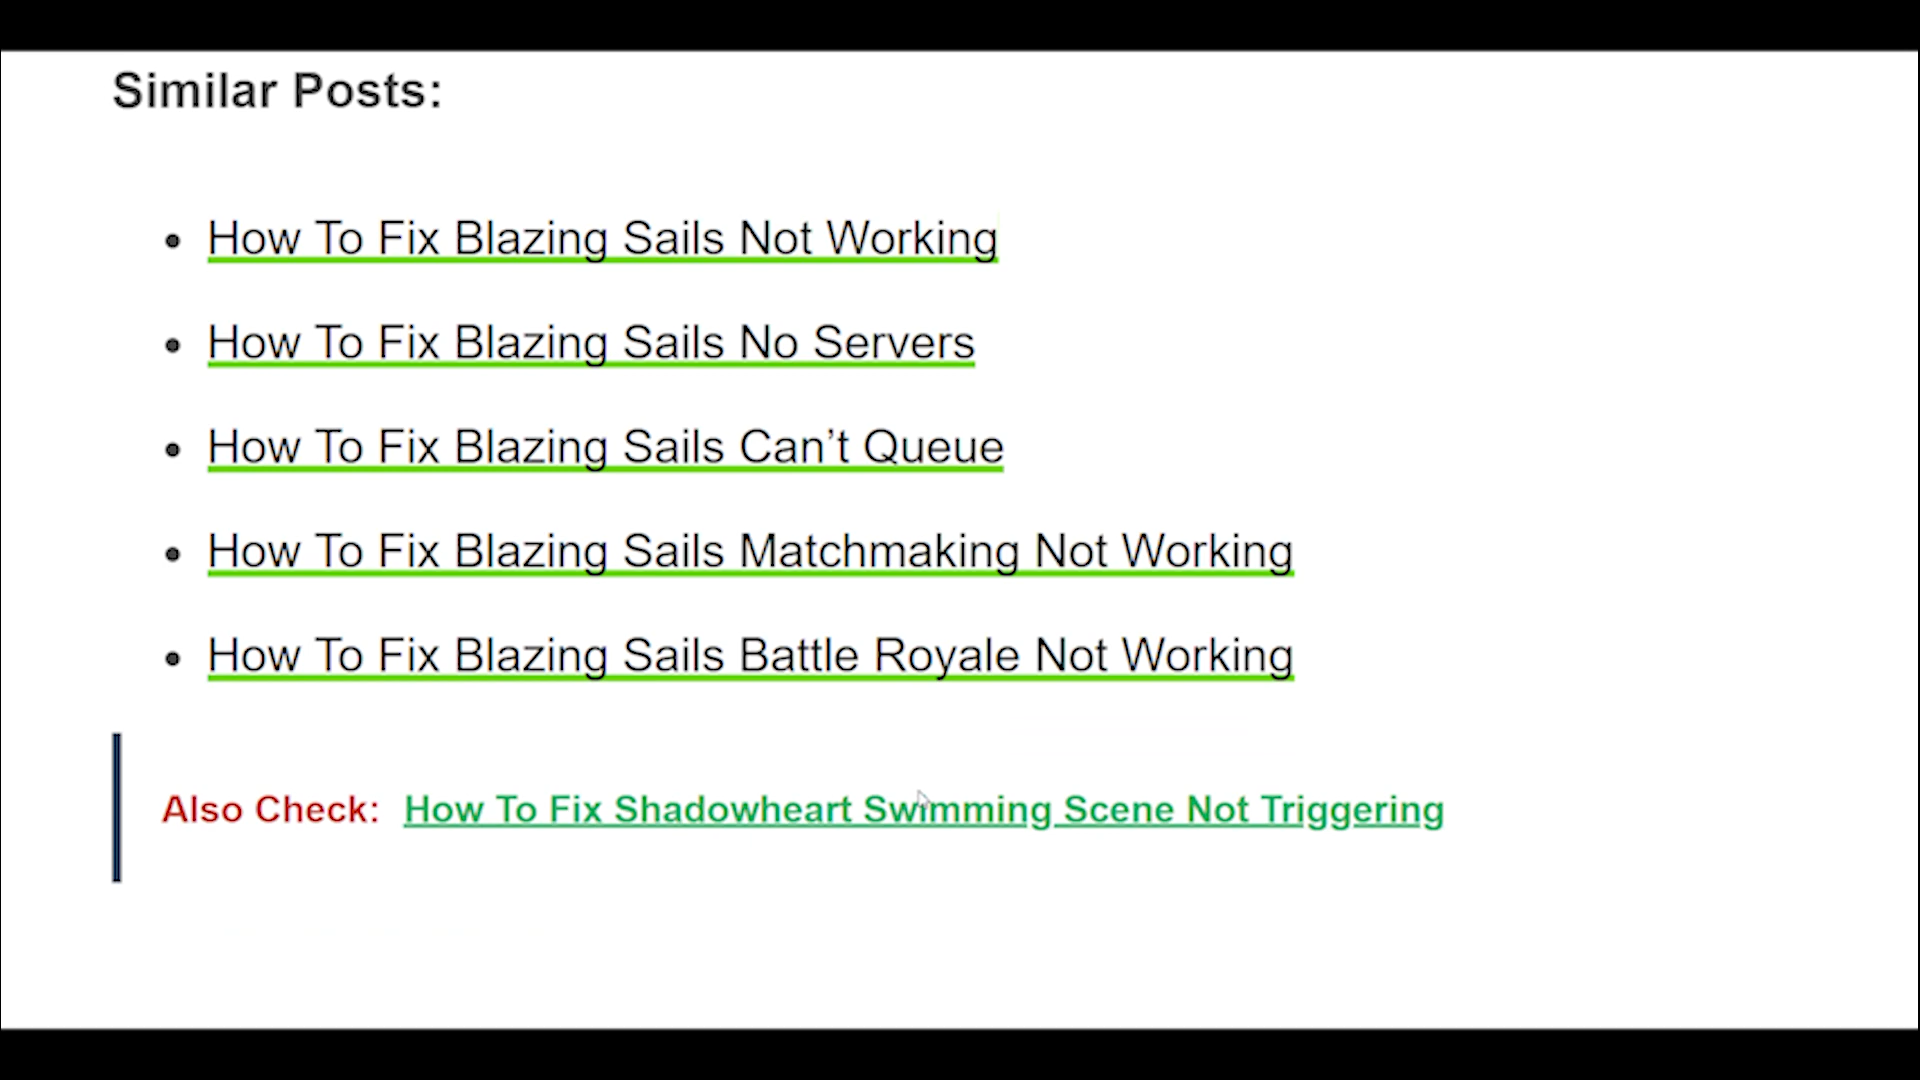 Similar Posts:
How To Fix Blazing Sails Not Working
How To Fix Blazing Sails No Servers
How To Fix Blazing Sails Can’t Queue
How To Fix Blazing Sails Matchmaking Not Working
How To Fix Blazing Sails Battle Royale Not Working
Also Check: How To Fix Shadowheart Swimming Scene Not Triggering